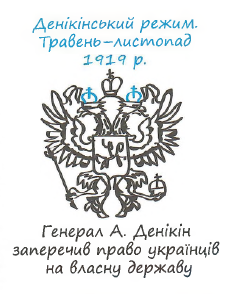 Денікінський режим.
Травень–листопад
1919 р.
Генерал А. Денікін
заперечив право українців
на власну державу